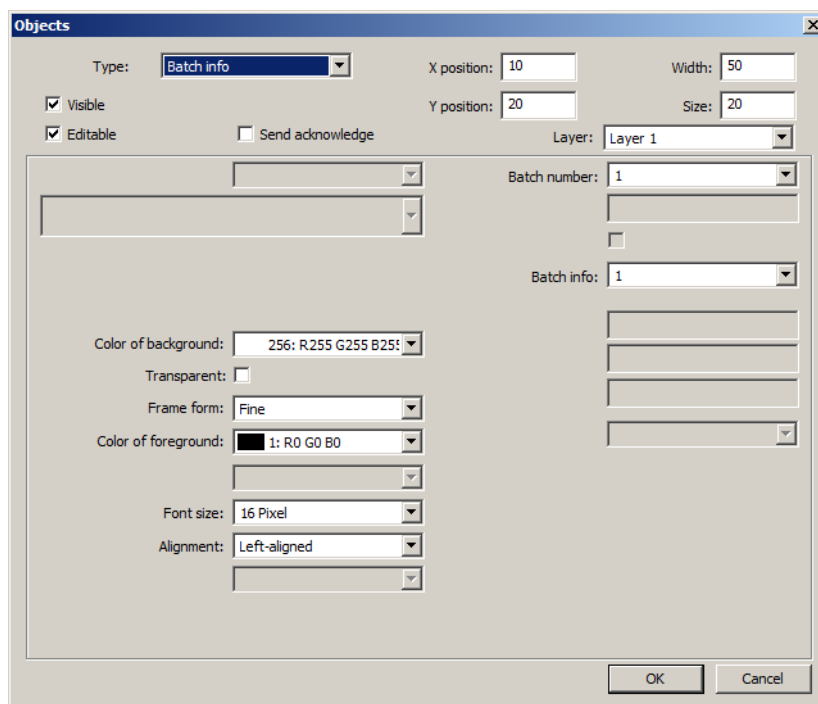 Objects
Type: Batch info X position: 10 Width: 50
Visible Y position: 20 Size: 20
Editable Send acknowledge Layer: Layer 1
Batch number: 1
Batch info: 1
Color of background: 256: R255 G255 B255
Transparent:
Frame form: Fine
Color of foreground: 1: R0 G0 B0
Font size: 16 Pixel
Alignment: Left-aligned
OK Cancel